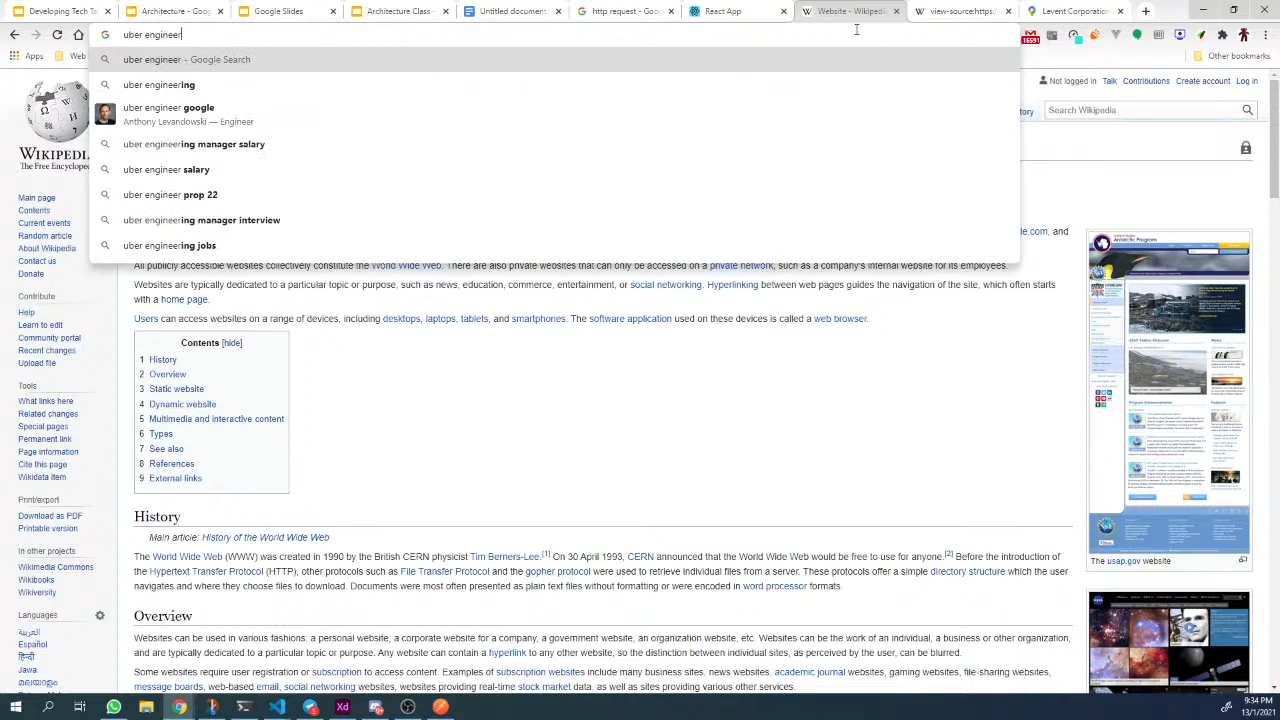 Architecture - Goog
Architecture - Goog
Google Slides
Architecture Class -
Untitled document
http request - Goog
React App
Website - Wikipedia
view-source:https:/
Levent Corporation
uber engineer
Apps
Web
16591
Other bookmarks
uber engineer - Google Search
uber engineering
uber engineer google
Anthony Levandowski — Engineer
uber engineering manager salary
uber engineer salary
uber engineer prop 22
uber engineering manager interview
uber engineering jobs
Not logged in Talk Contributions Create account Log in
Search Wikipedia
WIKIPEDIA
The Free Encyclopedia
Main page
Contents
Current events
Random article
About Wikipedia
Contact us
Donate
Contribute
Help
Learn to edit
Community portal
Recent changes
Upload file
Tools
What links here
Related changes
Special pages
Permanent link
Page information
Cite this page
Wikidata item
Print/export
Download as PDF
Printable version
In other projects
Wikimedia Commons
Wikibooks
Wikiversity
Languages
العربية
Español
हिन्दी
Jawa
മലയാളം
All publicly accessible websites collectively constitute the World Wide Web. There are also private websites that can only be accessed on a private network, such as a company's internal website for its employees.
Websites are typically dedicated to a particular topic or purpose, such as news, education, commerce, entertainment, or social networking. Hyperlinking between web pages guides the navigation of the site, which often starts
with a home page.
Users can access websites on a range of devices, including desktops, laptops, tablets, and smartphones. The software application used on these devices is called a web browser.
Contents [hide]
1 History
2 Overview
3 Static website
4 Dynamic website
5 Multimedia and interactive content
6 Types
7 See also
8 References
9 External links
History
Main article: History of the World Wide Web
The World Wide Web (WWW) was created in 1990 by the British CERN physicist Tim Berners-Lee. On 30 April 1993, CERN announced that the World Wide Web would be free to use for anyone.[1] Before the introduction of
the Hypertext Transfer Protocol (HTTP), other protocols such as File Transfer Protocol and the gopher protocol were used to retrieve individual files from a server. These protocols offer a simple directory structure which the user
navigates and where they choose files to download. Documents were most often presented as plain text files without formatting or were encoded in word processor formats.
Overview
Websites can be used in various fashions: a personal website, a corporate website for a company, a government website, an organization website, etc. Websites can be the work of an individual, a business or other organization,
and are typically dedicated to a particular topic or purpose. Any website can contain a hyperlink to any other website, so the distinction between individual sites, as perceived by the user, can be blurred.
Some websites require user registration or subscription to access content. Examples of subscription websites include many business sites, news websites, academic journal websites, gaming websites, file-sharing websites,
message boards, web-based email, social networking websites, websites providing real-time stock market data, as well as sites providing various other services.
The usap.gov website
9:34 PM
13/1/2021